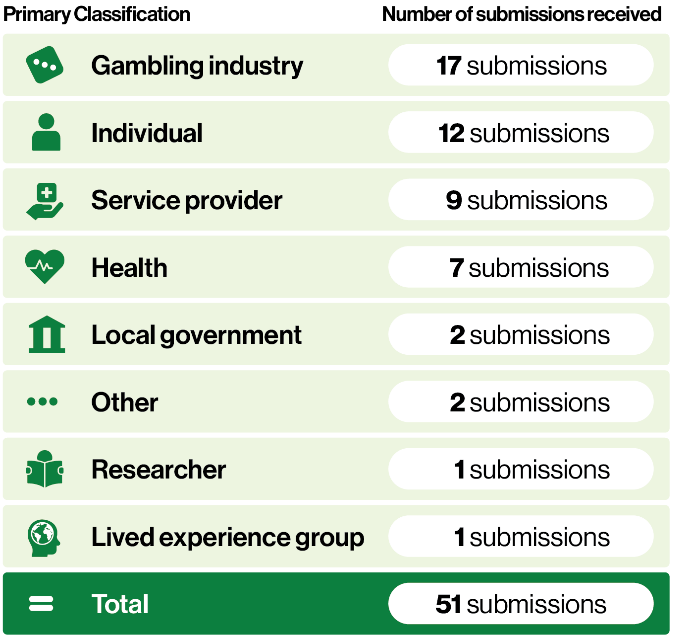 Primary Classification Number of submissions received
Gambling industry 17 submissions
Individual 12 submissions
Service provider 9 submissions
Health 7 submissions
Local government 2 submissions
Other 2 submissions
Researcher 1 submissions
Lived experience group 1 submissions
Total 51 submissions